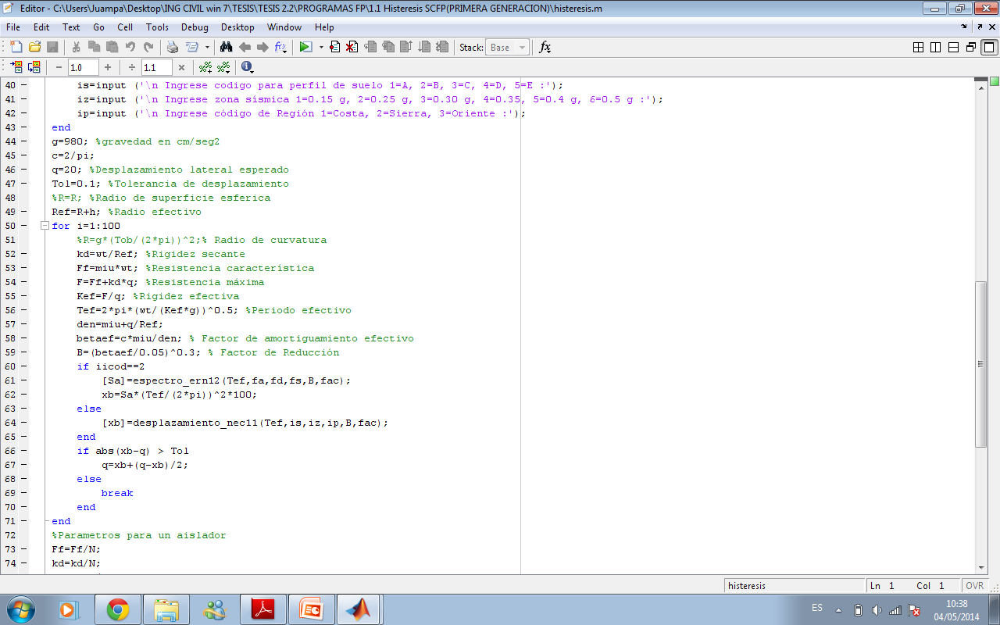 Editor - C:\Users\Juampa\Desktop\ING CIVIL win 7\TESIS\TESIS 2.2\PROGRAMAS FP\1.1 Histeresis SCFP(PRIMERA GENERACION)\histeresis.m
File Edit Text Go Cell Tools Debug Desktop Window Help
Stack: Base fx
− 1.0 + ÷ 1.1 ×
40 − is=input ('\n Ingrese codigo para perfil de suelo 1=A, 2=B, 3=C, 4=D, 5=E :');
41 − iz=input ('\n Ingrese zona sísmica 1=0.15 g, 2=0.25 g, 3=0.30 g, 4=0.35, 5=0.4 g, 6=0.5 g :');
42 − ip=input ('\n Ingrese código de Región 1=Costa, 2=Sierra, 3=Oriente :');
43 − end
44 − g=980; %gravedad en cm/seg2
45 − c=2/pi;
46 − q=20; %Desplazamiento lateral esperado
47 − Tol=0.1; %Tolerancia de desplazamiento
48 %R=R; %Radio de superficie esferica
49 − Ref=R+h; %Radio efectivo
50 − for i=1:100
51 %R=g*(Tob/(2*pi))^2;% Radio de curvatura
52 − kd=wt/Ref; %Rigidez secante
53 − Ff=miu*wt; %Resistencia característica
54 − F=Ff+kd*q; %Resistencia máxima
55 − Kef=F/q; %Rigidez efectiva
56 − Tef=2*pi*(wt/(Kef*g))^0.5; %Periodo efectivo
57 − den=miu+q/Ref;
58 − betaef=c*miu/den; % Factor de amortiguamiento efectivo
59 − B=(betaef/0.05)^0.3; % Factor de Reducción
60 − if iicod==2
61 − [Sa]=espectro_ern12(Tef,fa,fd,fs,B,fac);
62 − xb=Sa*(Tef/(2*pi))^2*100;
63 − else
64 − [xb]=desplazamiento_nec11(Tef,is,iz,ip,B,fac);
65 − end
66 − if abs(xb-q) > Tol
67 − q=xb+(q-xb)/2;
68 − else
69 − break
70 − end
71 − end
72 %Parametros para un aislador
73 − Ff=Ff/N;
74 − kd=kd/N;
histeresis Ln 1 Col 1 OVR
ES 10:38
04/05/2014